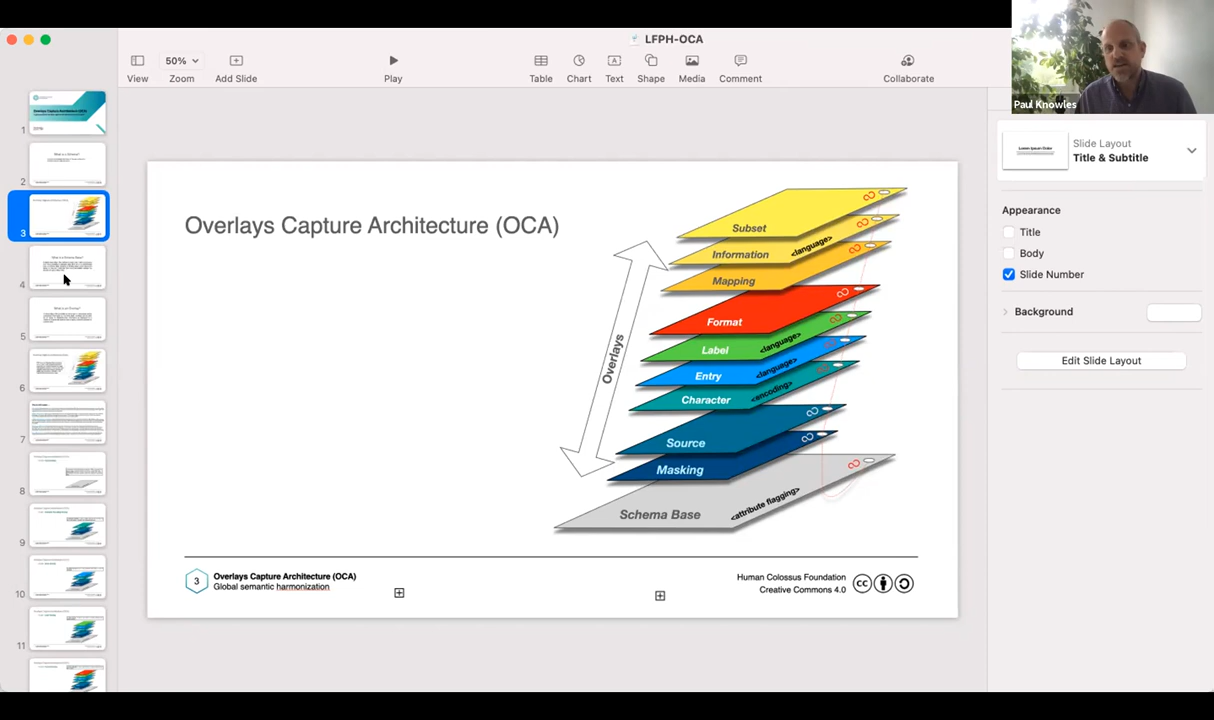 LFPH-OCA
50%
View
Zoom
Add Slide
Play
Table
Chart
Text
Shape
Media
Comment
Collaborate
Paul Knowles
1
2
3
4
5
6
7
8
9
10
11
Overlays Capture Architecture (OCA)
Subset
Information
<language>
Mapping
Format
Label
<language>
Entry
<language>
Character
<encoding>
Source
Masking
Schema Base
<attribute flagging>
Overlays
3
Overlays Capture Architecture (OCA)
Global semantic harmonization
Human Colossus Foundation
Creative Commons 4.0
cc
Slide Layout
Title & Subtitle
Appearance
Title
Body
Slide Number
Background
Edit Slide Layout